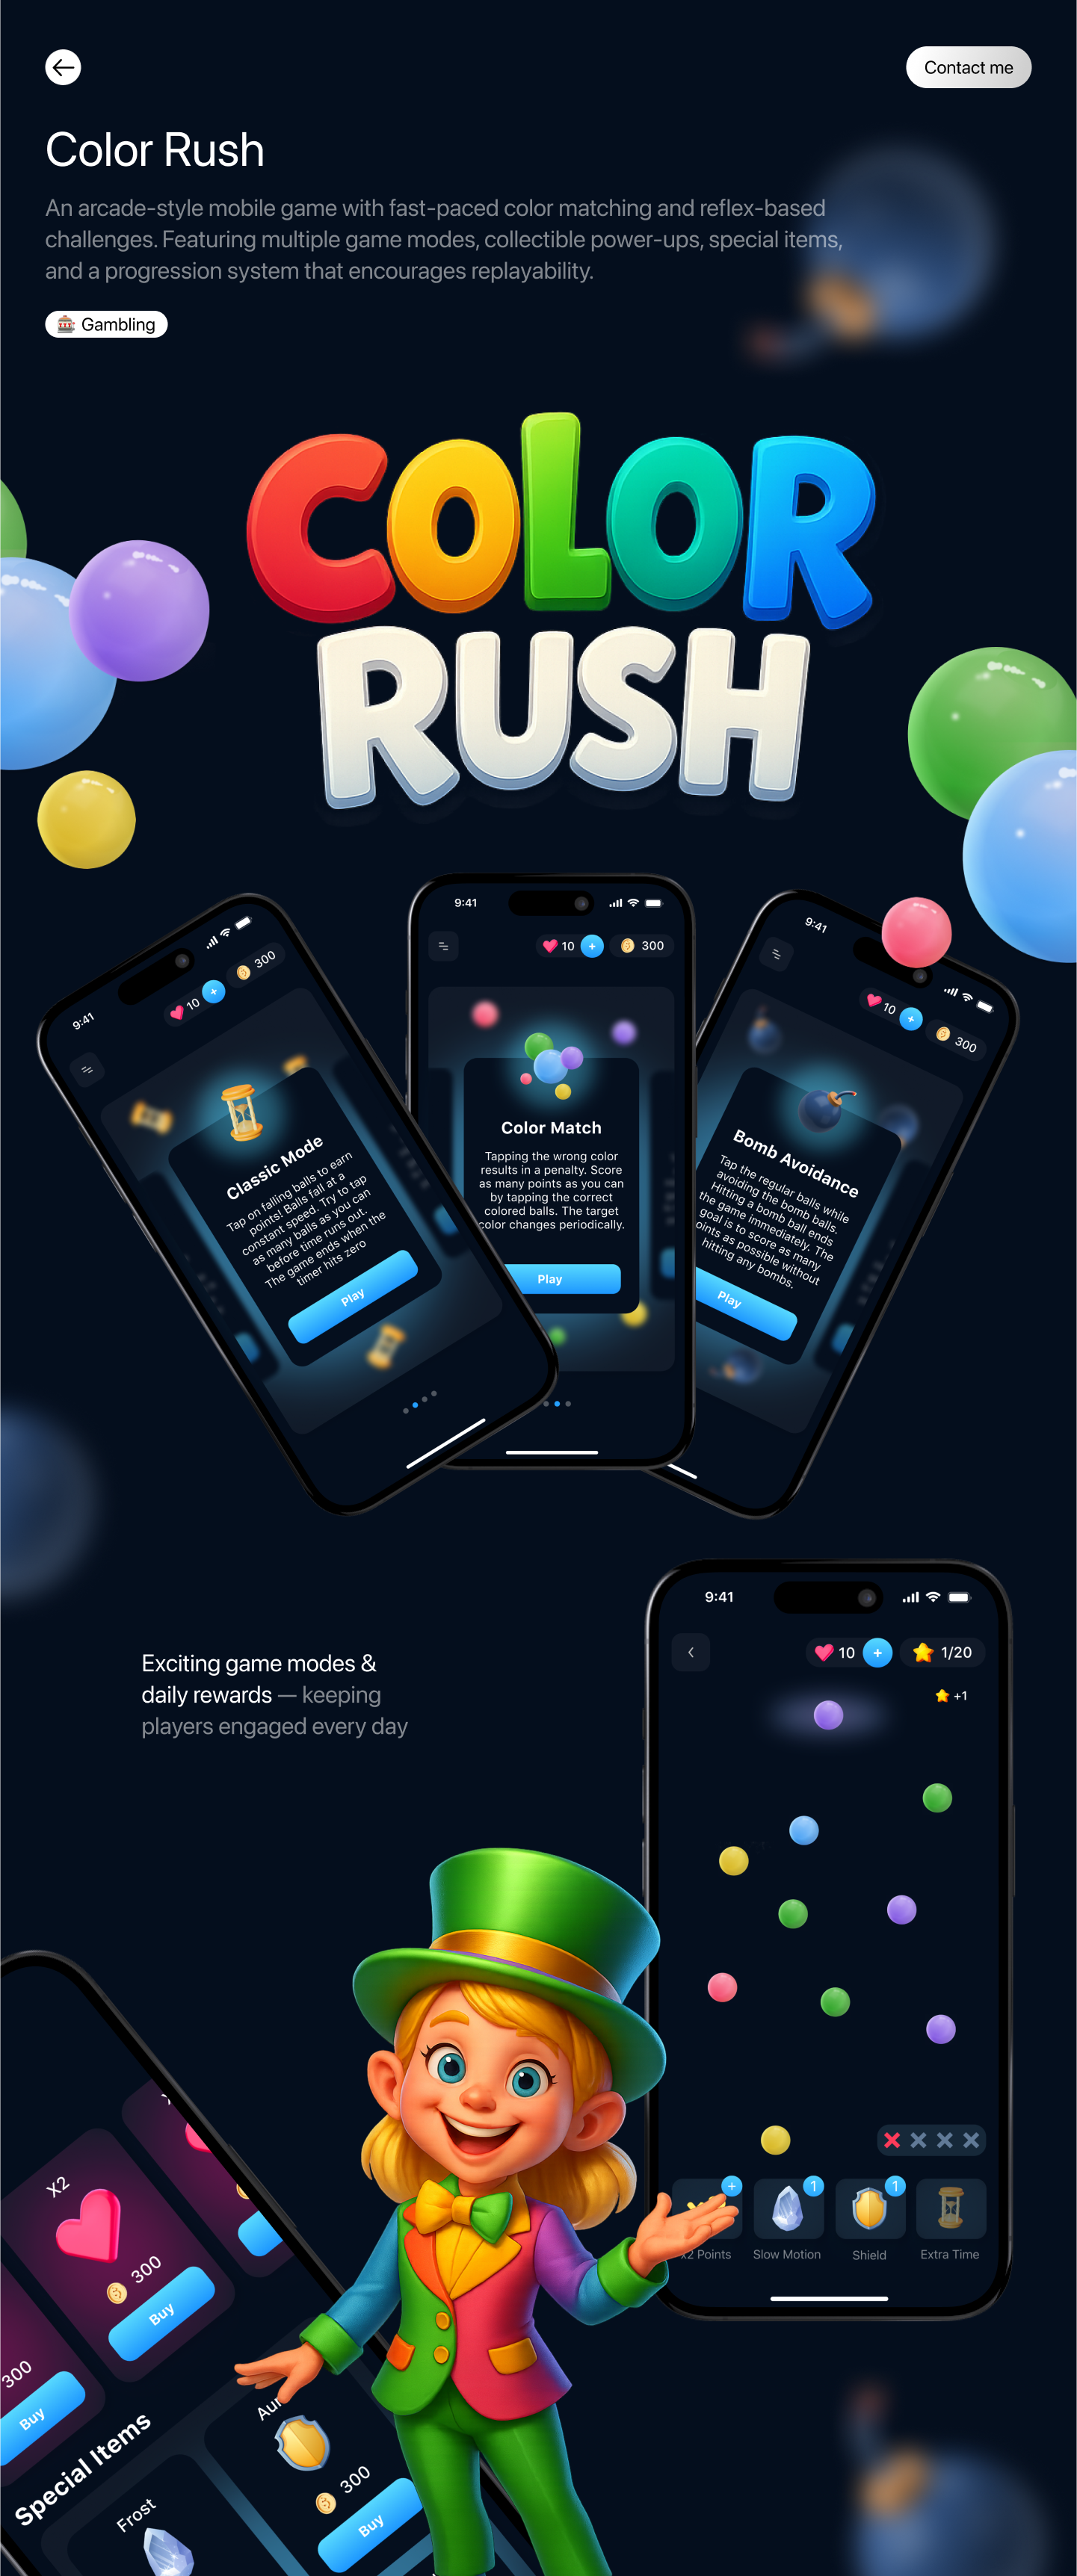 Contact me
Color Rush
An arcade-style mobile game with fast-paced color matching and reflex-based
challenges. Featuring multiple game modes, collectible power-ups, special items,
and a progression system that encourages replayability.
Gambling
COLOR
RUSH
9:41
10
+
300
Classic Mode
Tap on falling balls to earn
points! Balls fall at a
constant speed. Try to tap
as many balls as you can
before time runs out.
The game ends when the
timer hits zero
Play
9:41
10
+
300
Color Match
Tapping the wrong color
results in a penalty. Score
as many points as you can
by tapping the correct
colored balls. The target
color changes periodically.
Play
9:41
10
+
300
Bomb Avoidance
Tap the regular balls while
avoiding the bomb balls.
Hitting a bomb ball ends
the game immediately. The
goal is to score as many
oints as possible without
hitting any bombs.
Play
Exciting game modes &
daily rewards — keeping
players engaged every day
9:41
10
+
1/20
+1
+
1
1
x2 Points
Slow Motion
Shield
Extra Time
X2
300
Buy
300
Buy
Special Items
Frost
Aur
300
Buy